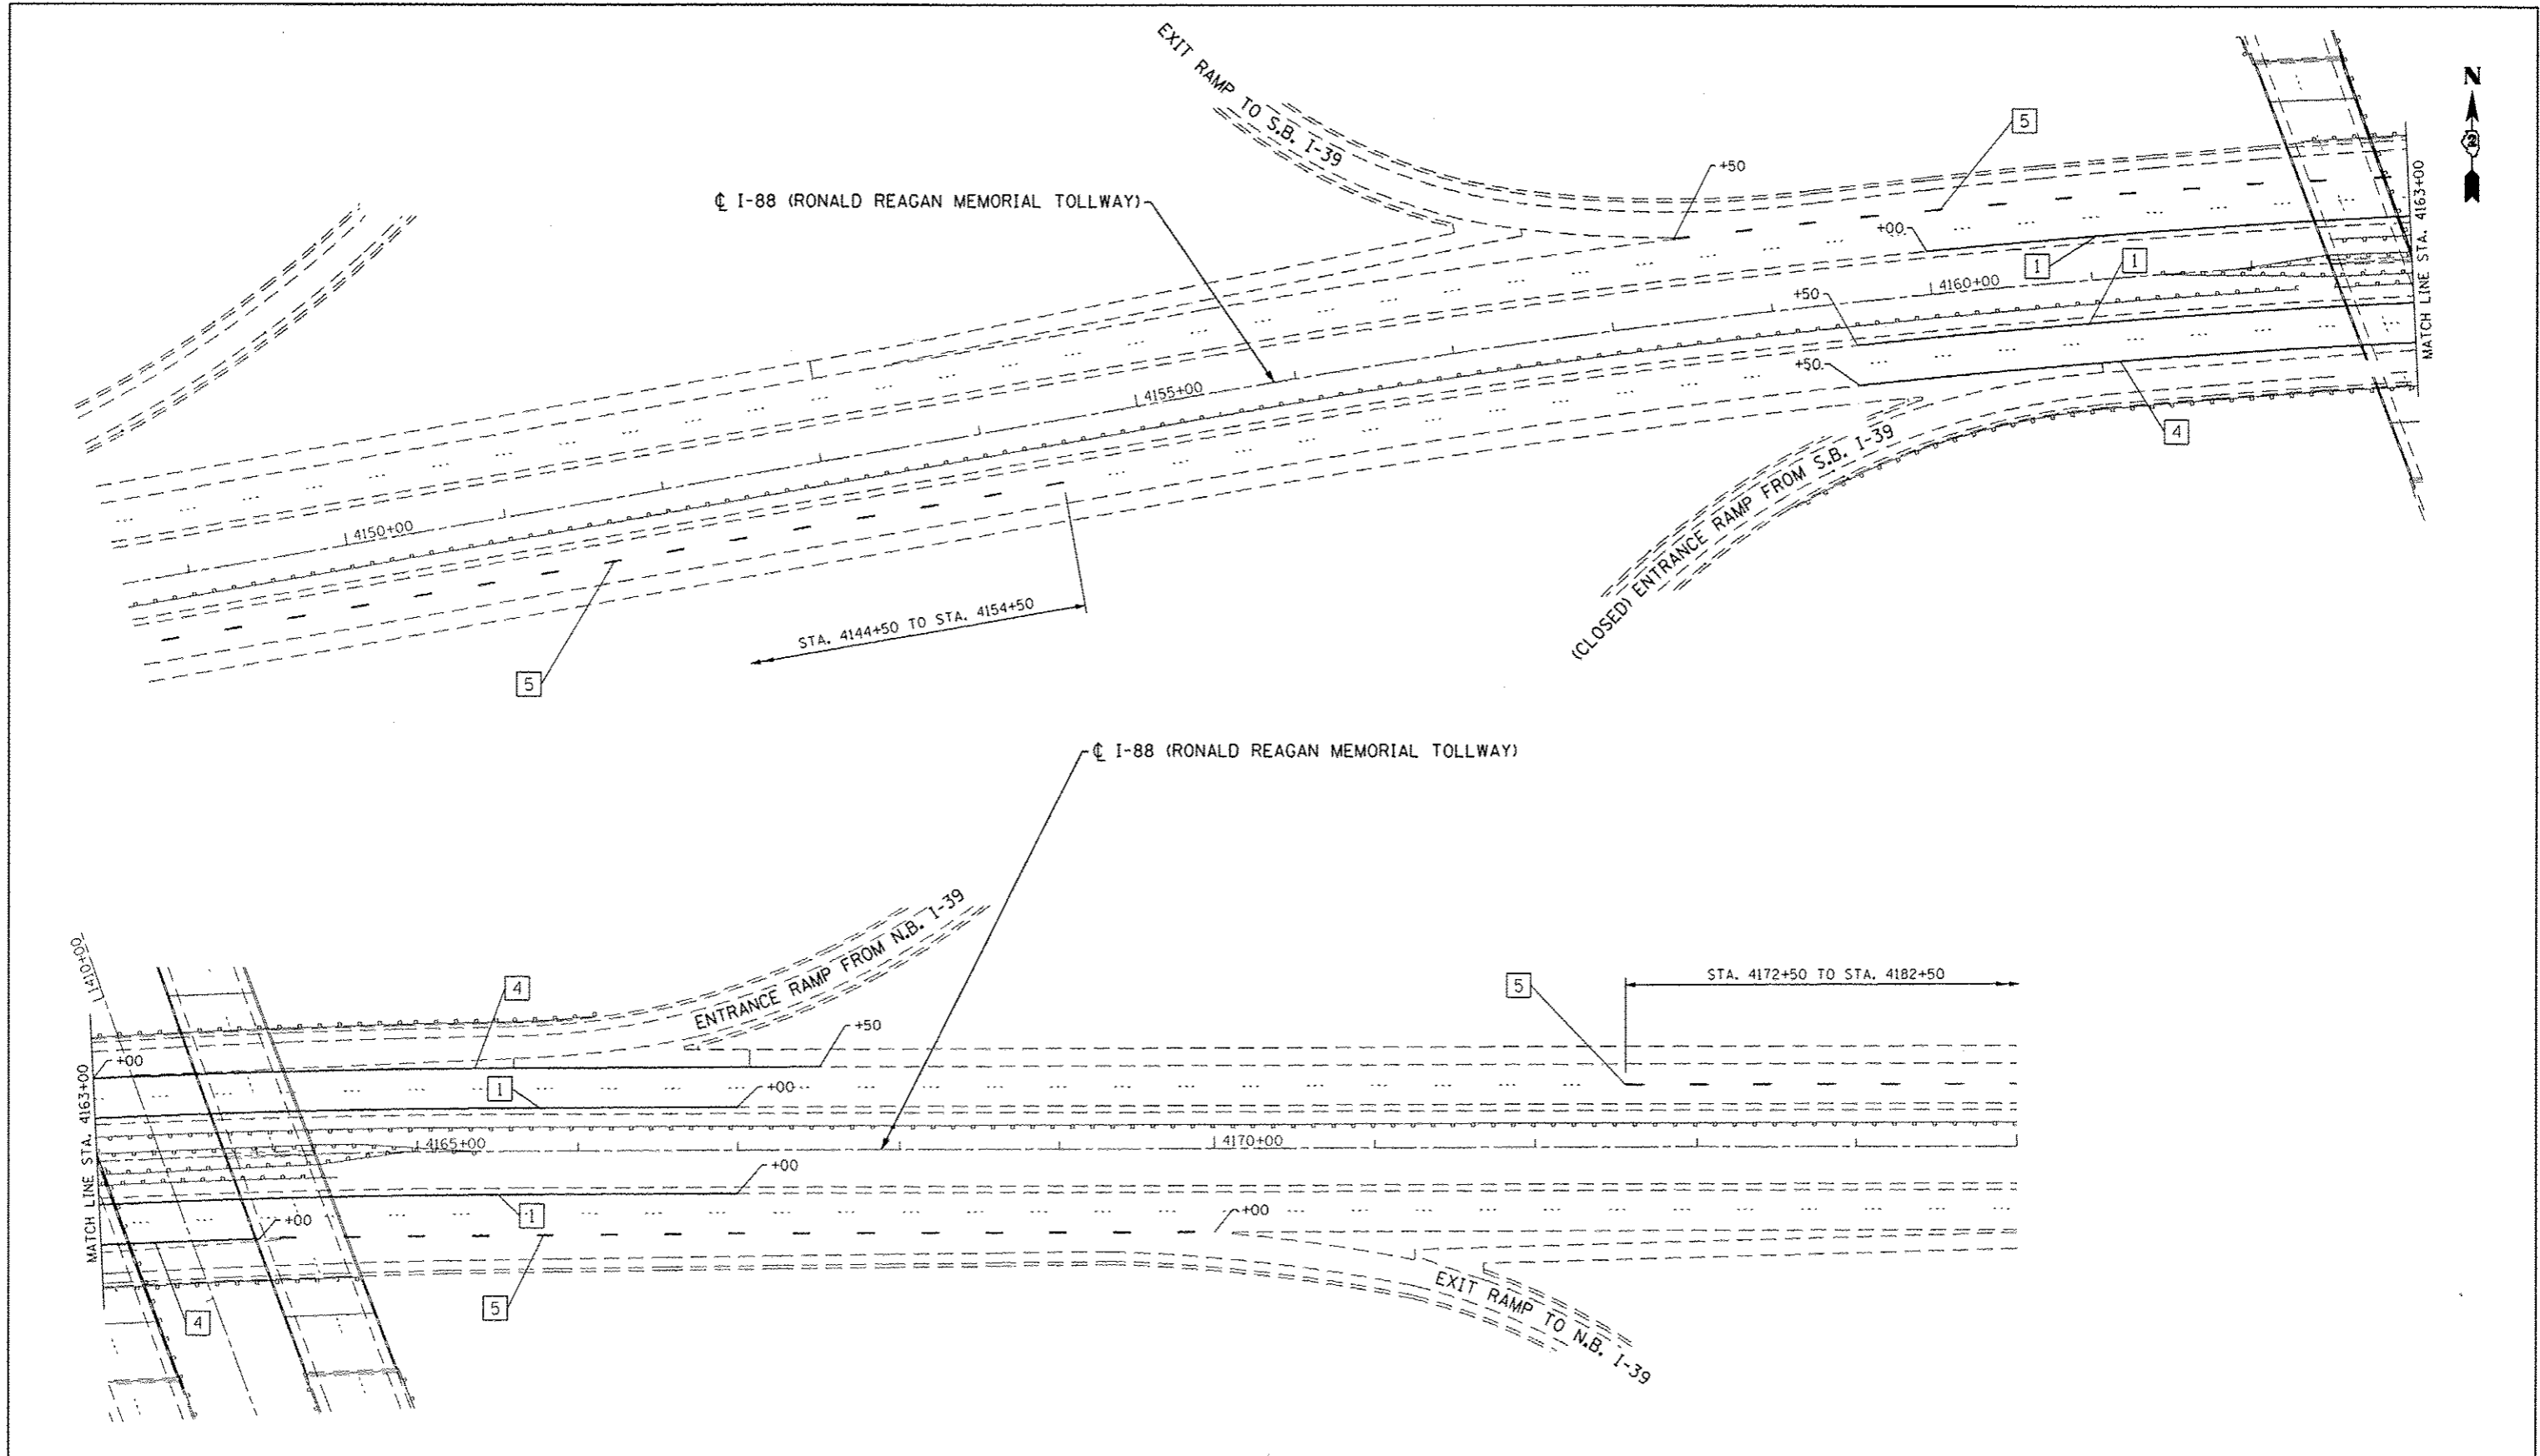 EXIT RAMP TO S.B. I-39
N
2
5
+50
℄ I-88 (RONALD REAGAN MEMORIAL TOLLWAY)
+00
1
1
4160+00
+50
+50
MATCH LINE STA. 4163+00
4155+00
4
4150+00
(CLOSED) ENTRANCE RAMP FROM S.B. I-39
STA. 4144+50 TO STA. 4154+50
5
℄ I-88 (RONALD REAGAN MEMORIAL TOLLWAY)
1410+00
ENTRANCE RAMP FROM N.B. I-39
4
5
STA. 4172+50 TO STA. 4182+50
+50
+00
1
+00
MATCH LINE STA. 4163+00
4165+00
4170+00
+00
1
+00
+00
4
5
EXIT RAMP TO N.B. I-39